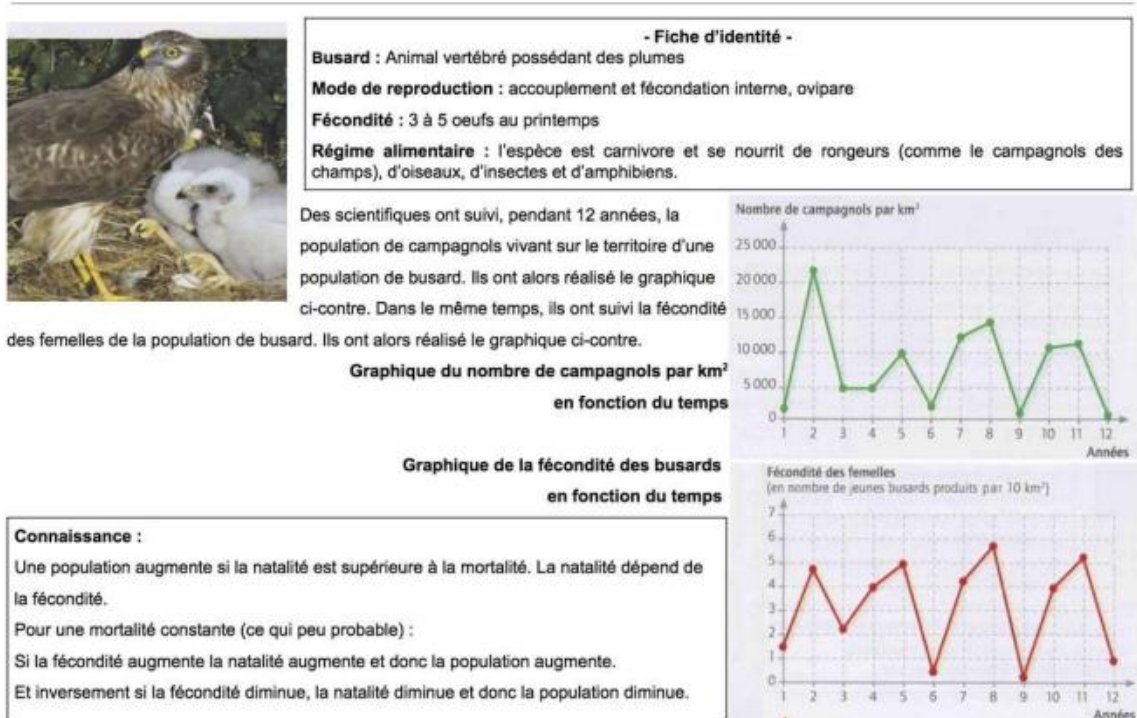 - Fiche d'identité -
Busard : Animal vertébré possédant des plumes
Mode de reproduction : accouplement et fécondation interne, ovipare
Fécondité : 3 à 5 oeufs au printemps
Régime alimentaire : l'espèce est carnivore et se nourrit de rongeurs (comme le campagnols des
champs), d'oiseaux, d'insectes et d'amphibiens.
Des scientifiques ont suivi, pendant 12 années, la
population de campagnols vivant sur le territoire d'une
population de busard. Ils ont alors réalisé le graphique
ci-contre. Dans le même temps, ils ont suivi la fécondité
des femelles de la population de busard. Ils ont alors réalisé le graphique ci-contre.
Graphique du nombre de campagnols par km²
en fonction du temps
Nombre de campagnols par km²
25 000
20 000
15 000
10 000
5 000
0
1 2 3 4 5 6 7 8 9 10 11 12
Années
Graphique de la fécondité des busards
en fonction du temps
Fécondité des femelles
(en nombre de jeunes busards produits par 10 km²)
7
6
5
4
3
2
1
0
1 2 3 4 5 6 7 8 9 10 11 12
Années
Connaissance :
Une population augmente si la natalité est supérieure à la mortalité. La natalité dépend de
la fécondité.
Pour une mortalité constante (ce qui peu probable) :
Si la fécondité augmente la natalité augmente et donc la population augmente.
Et inversement si la fécondité diminue, la natalité diminue et donc la population diminue.